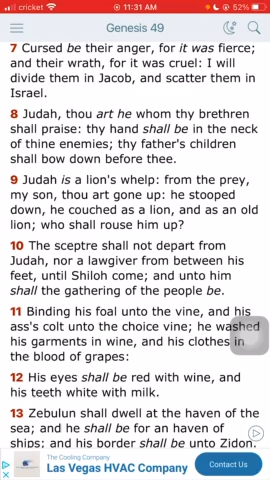 cricket 11:31 AM 52%
Genesis 49
7 Cursed be their anger, for it was fierce;
and their wrath, for it was cruel: I will
divide them in Jacob, and scatter them in
Israel.
8 Judah, thou art he whom thy brethren
shall praise: thy hand shall be in the neck
of thine enemies; thy father's children
shall bow down before thee.
9 Judah is a lion's whelp: from the prey,
my son, thou art gone up: he stooped
down, he couched as a lion, and as an old
lion; who shall rouse him up?
10 The sceptre shall not depart from
Judah, nor a lawgiver from between his
feet, until Shiloh come; and unto him
shall the gathering of the people be.
11 Binding his foal unto the vine, and his
ass's colt unto the choice vine; he washed
his garments in wine, and his clothes in
the blood of grapes:
12 His eyes shall be red with wine, and
his teeth white with milk.
13 Zebulun shall dwell at the haven of the
sea; and he shall be for an haven of
ships; and his border shall be unto Zidon.
The Cooling Company
Las Vegas HVAC Company
Contact Us